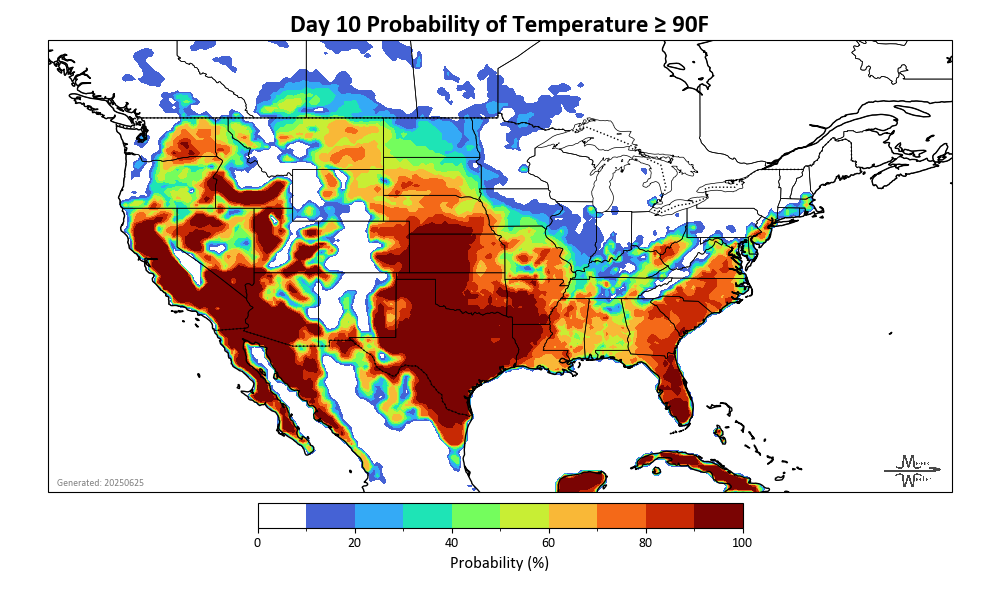 Day 10 Probability of Temperature ≥ 90F
Generated: 20250625
0 20 40 60 80 100
Probability (%)